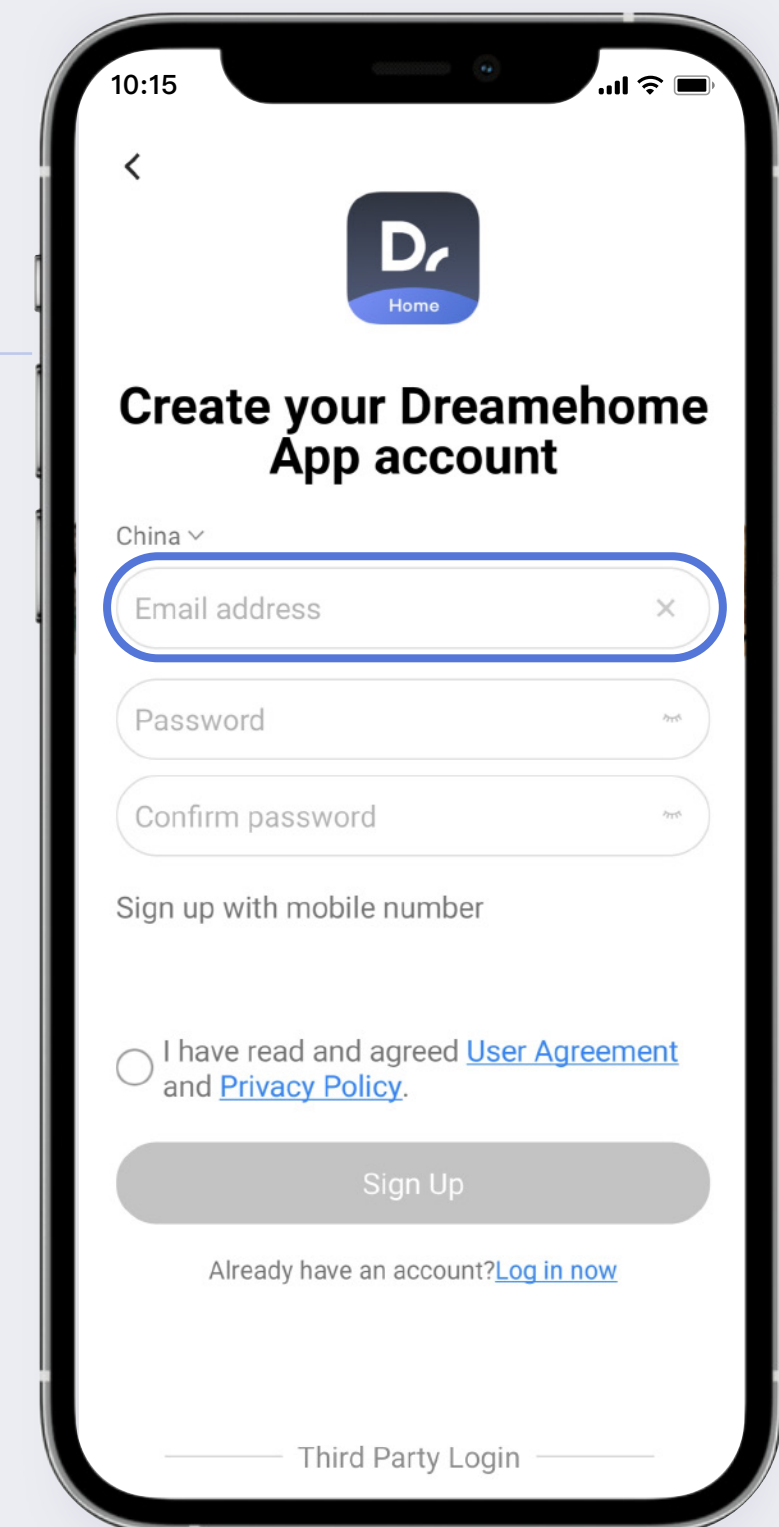 10:15
Dr
Home
Create your Dreamehome
App account
China
Email address
Password
Confirm password
Sign up with mobile number
I have read and agreed User Agreement
and Privacy Policy.
Sign Up
Already have an account?Log in now
Third Party Login